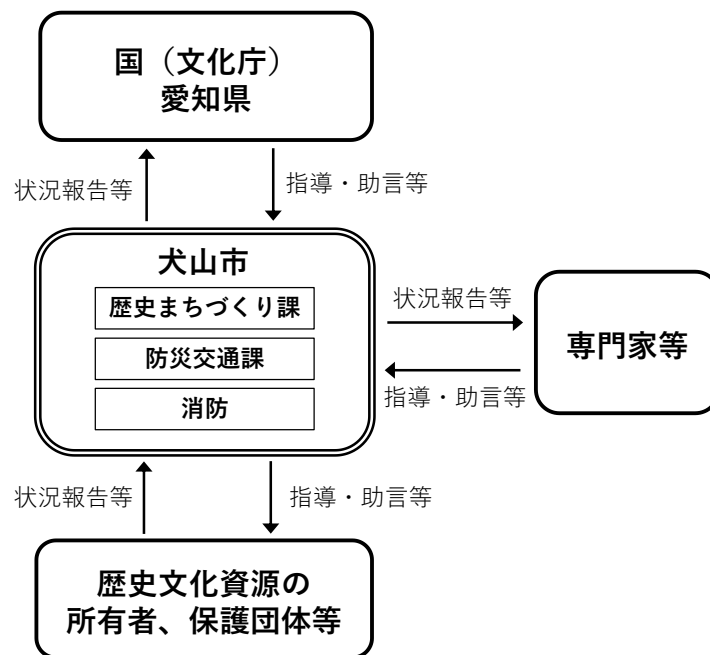 国（文化庁）
愛知県
状況報告等
指導・助言等
犬山市
歴史まちづくり課
防災交通課
消防
状況報告等
指導・助言等
専門家等
状況報告等
指導・助言等
歴史文化資源の
所有者、保護団体等